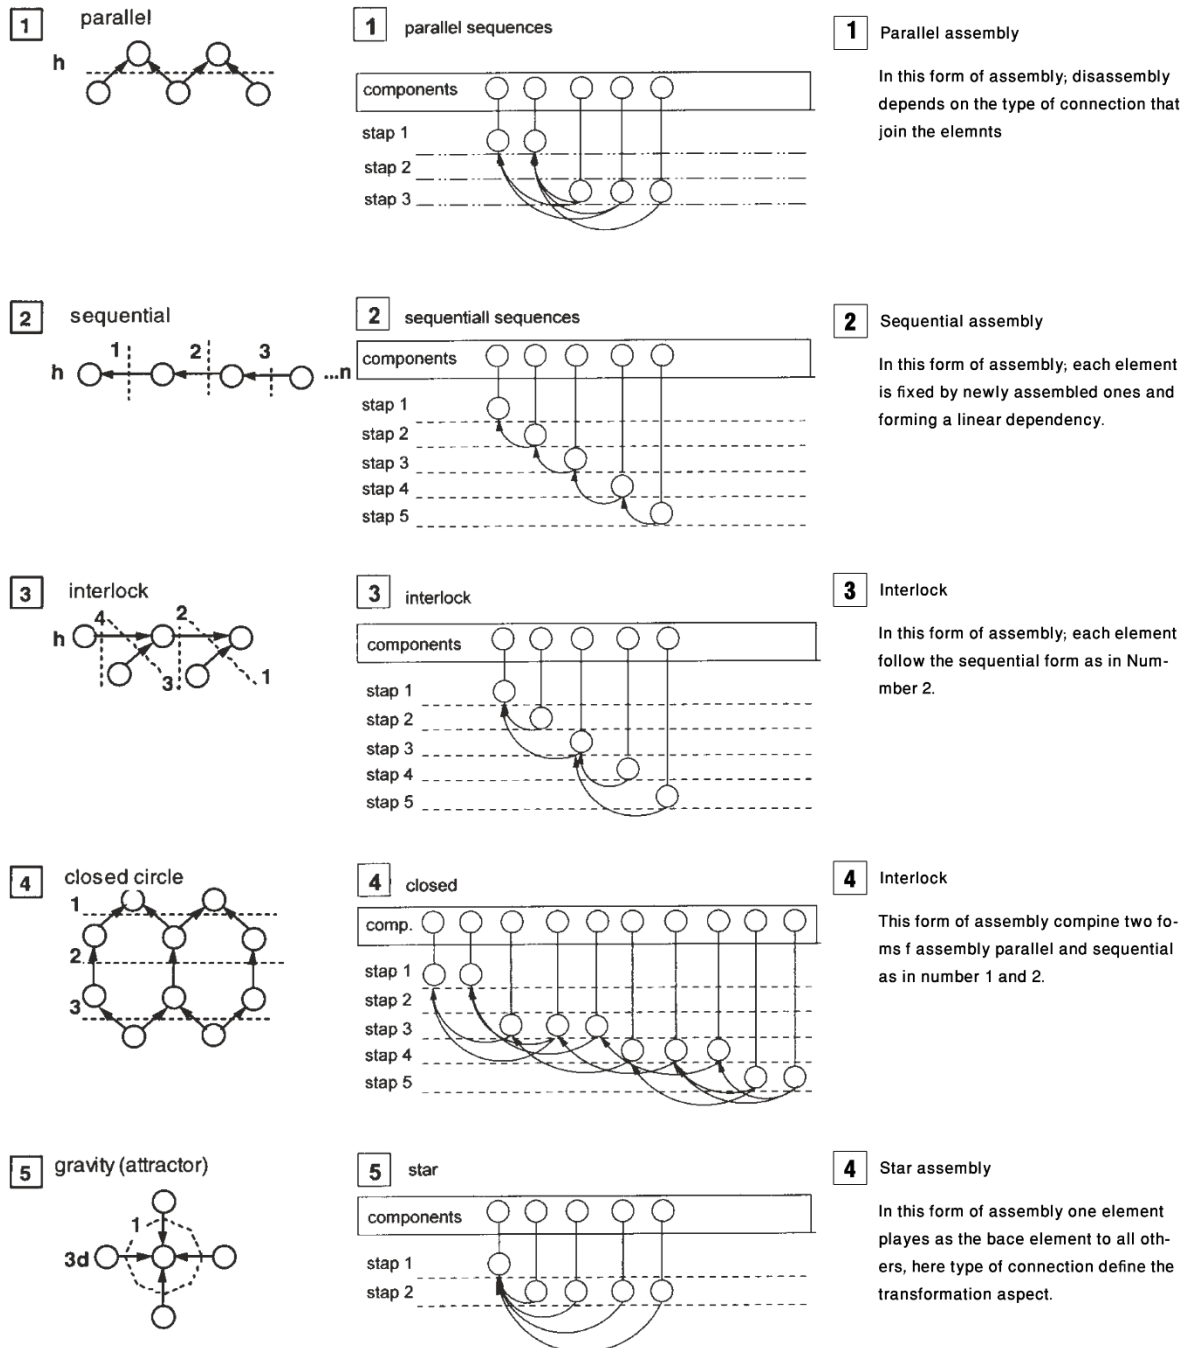 1 parallel
h
1 parallel sequences
components
stap 1
stap 2
stap 3
1 Parallel assembly
In this form of assembly; disassembly
depends on the type of connection that
join the elemnts
2 sequential
1 2 3
h ...n
2 sequentiall sequences
components
stap 1
stap 2
stap 3
stap 4
stap 5
2 Sequential assembly
In this form of assembly; each element
is fixed by newly assembled ones and
forming a linear dependency.
3 interlock
4 2
h
3 1
3 interlock
components
stap 1
stap 2
stap 3
stap 4
stap 5
3 Interlock
In this form of assembly; each element
follow the sequential form as in Num-
mber 2.
4 closed circle
1
2
3
4 closed
comp.
stap 1
stap 2
stap 3
stap 4
stap 5
4 Interlock
This form of assembly compine two fo-
ms f assembly parallel and sequential
as in number 1 and 2.
5 gravity (attractor)
1
3d
5 star
components
stap 1
stap 2
4 Star assembly
In this form of assembly one element
playes as the bace element to all oth-
ers, here type of connection define the
transformation aspect.